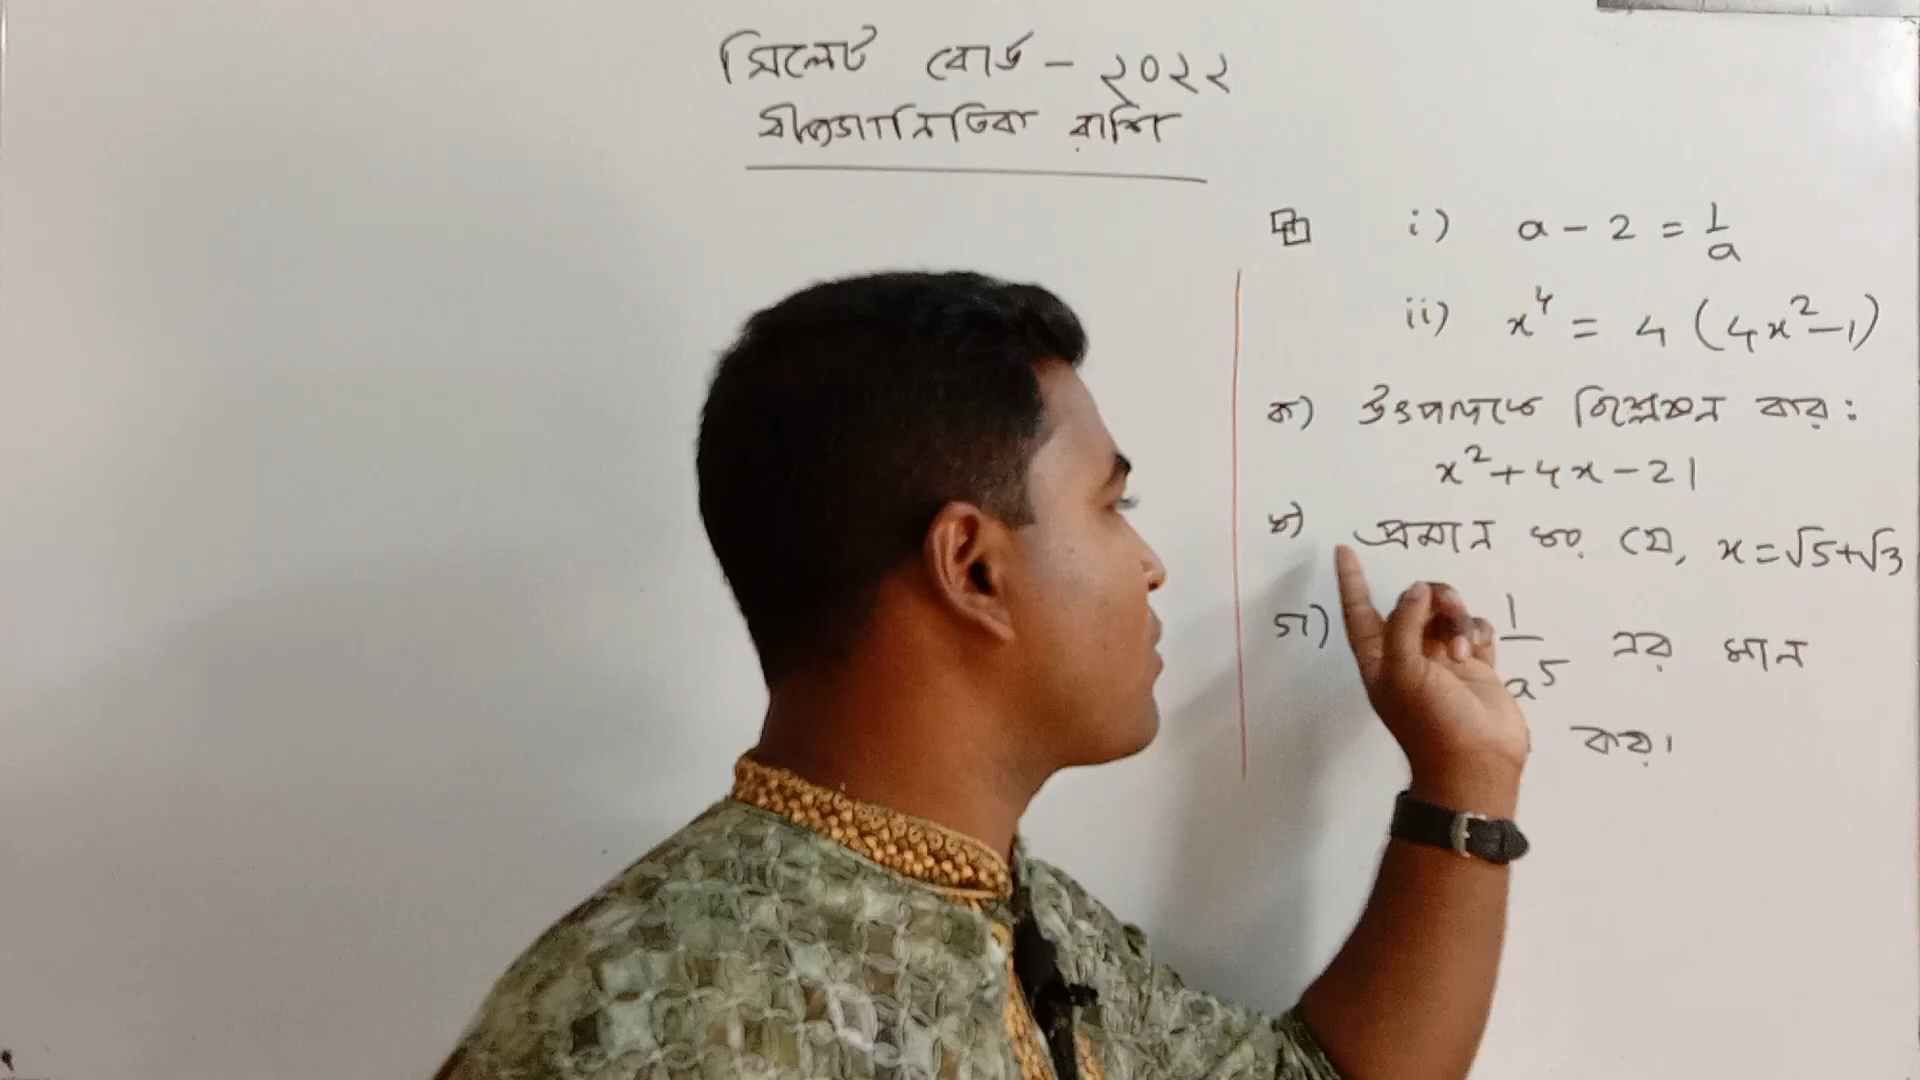 সিলেট বোর্ড - ২০২২
বীজগানিতিক রাশি
i) a - 2 = 1/a
ii) x⁴ = 4 (4x²-1)
ক) উৎপাদকে বিশ্লেষন কর:
x²+4x-21
খ) প্রমান কর যে, x=√5+√3
গ) 1/a⁵ এর মান
কর।